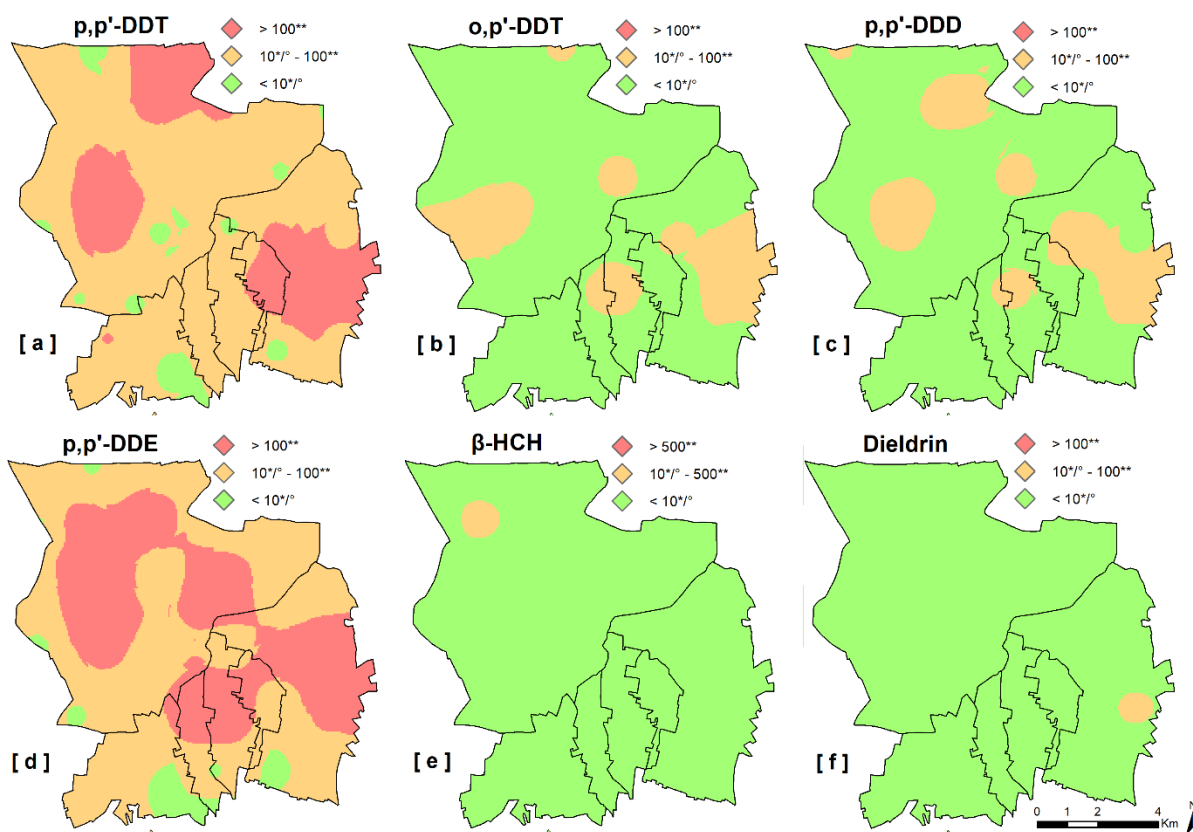 p,p'-DDT
> 100**
10*/° - 100**
< 10*/°
[ a ]
o,p'-DDT
> 100**
10*/° - 100**
< 10*/°
[ b ]
p,p'-DDD
> 100**
10*/° - 100**
< 10*/°
[ c ]
p,p'-DDE
> 100**
10*/° - 100**
< 10*/°
[ d ]
β-HCH
> 500**
10*/° - 500**
< 10*/°
[ e ]
Dieldrin
> 100**
10*/° - 100**
< 10*/°
[ f ]
0 1 2 4
Km
N